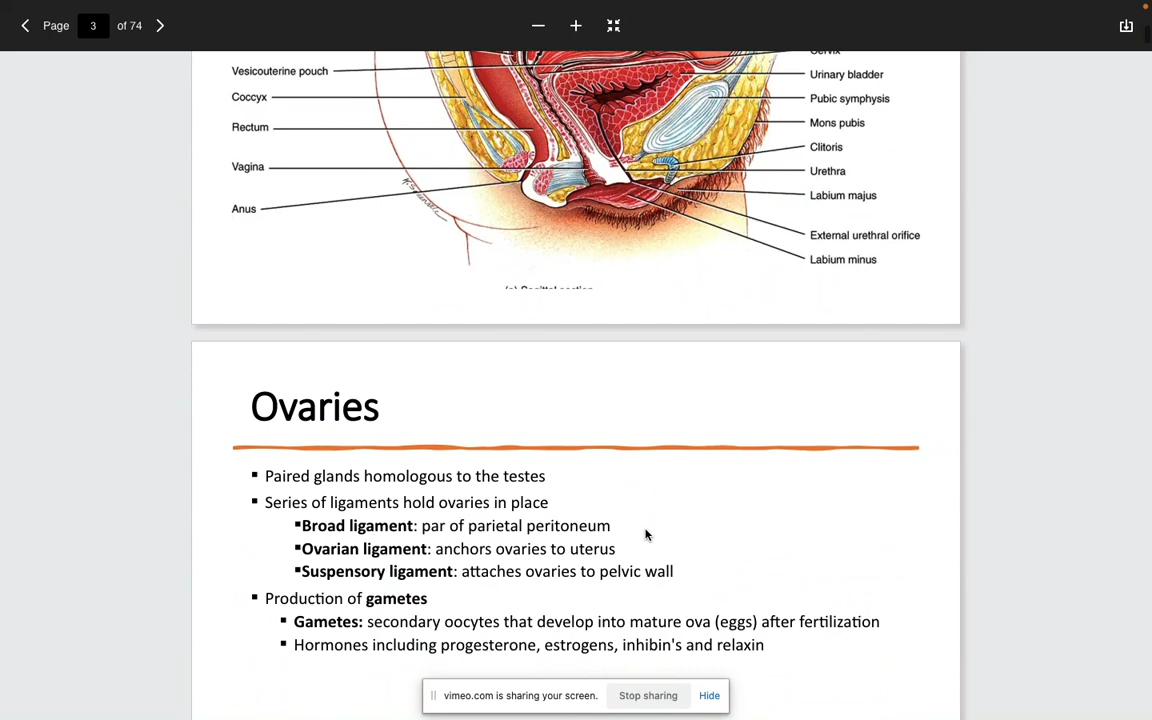 Page 3 of 74
Cervix
Vesicouterine pouch
Urinary bladder
Coccyx
Pubic symphysis
Rectum
Mons pubis
Clitoris
Vagina
Urethra
Labium majus
Anus
External urethral orifice
Labium minus
(a) Sagittal section
Ovaries
▪ Paired glands homologous to the testes
▪ Series of ligaments hold ovaries in place
▪Broad ligament: par of parietal peritoneum
▪Ovarian ligament: anchors ovaries to uterus
▪Suspensory ligament: attaches ovaries to pelvic wall
▪ Production of gametes
▪ Gametes: secondary oocytes that develop into mature ova (eggs) after fertilization
▪ Hormones including progesterone, estrogens, inhibin's and relaxin
vimeo.com is sharing your screen. Stop sharing Hide